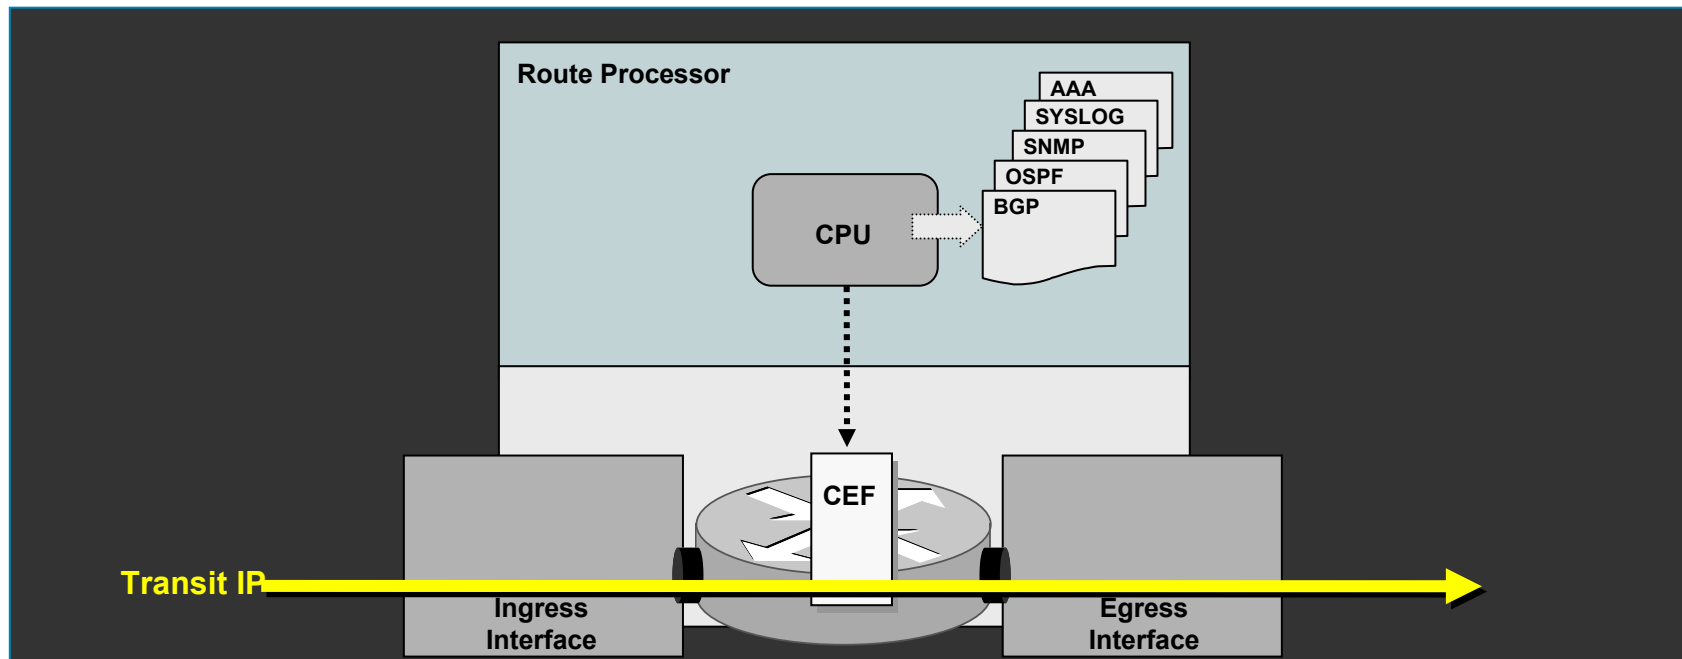 Route Processor
AAA
SYSLOG
SNMP
OSPF
BGP
CPU
CEF
Transit IP
Ingress
Interface
Egress
Interface